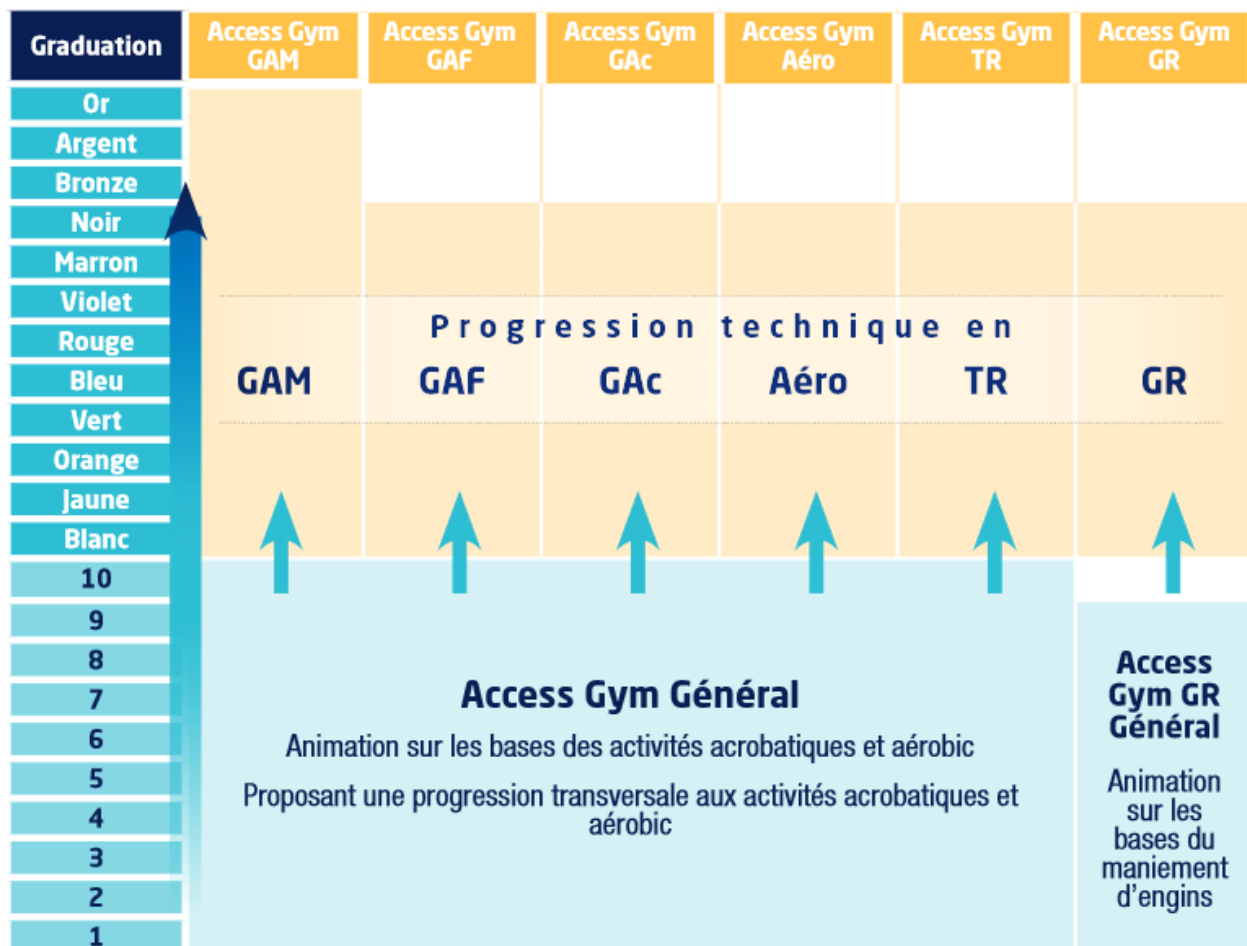 Graduation
Access Gym
GAM
Access Gym
GAF
Access Gym
GAc
Access Gym
Aéro
Access Gym
TR
Access Gym
GR
Or
Argent
Bronze
Noir
Marron
Violet
Rouge
Bleu
Vert
Orange
Jaune
Blanc
10
9
8
7
6
5
4
3
2
1
Progression technique en
GAM
GAF
GAc
Aéro
TR
GR
Access Gym Général
Animation sur les bases des activités acrobatiques et aérobic
Proposant une progression transversale aux activités acrobatiques et
aérobic
Access
Gym GR
Général
Animation
sur les
bases du
maniement
d'engins